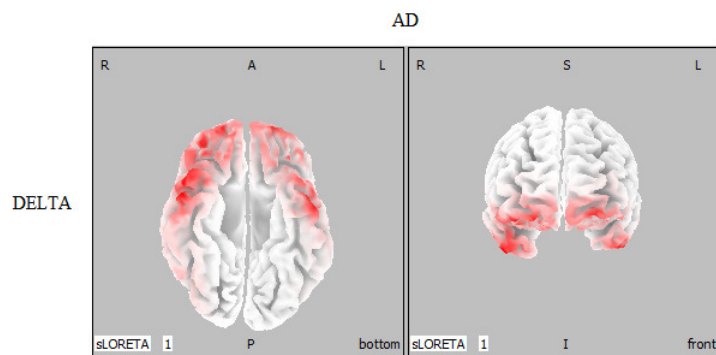 AD
R A L
R S L
DELTA
sLORETA 1 P bottom
sLORETA 1 I front